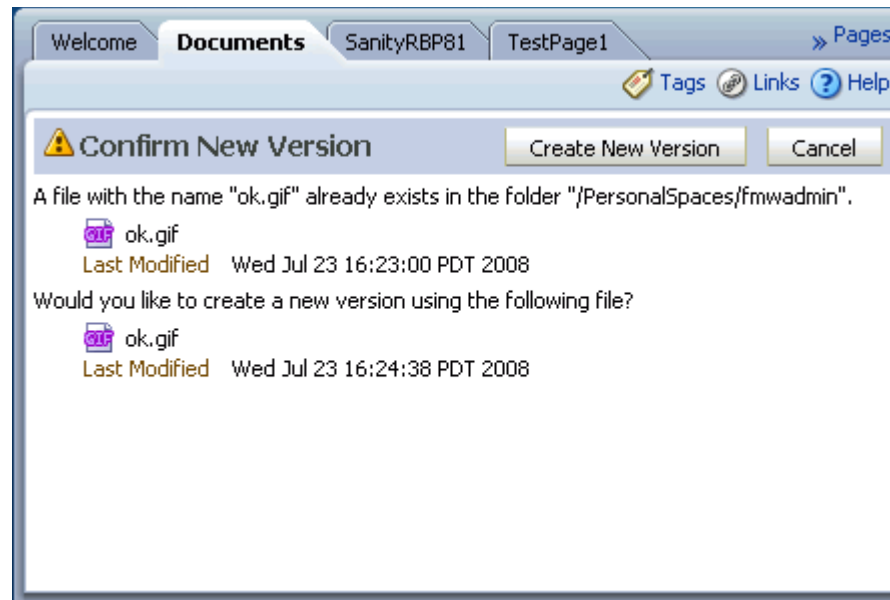 Welcome Documents SanityRBP81 TestPage1 » Pages
Tags Links ? Help
Confirm New Version Create New Version Cancel
A file with the name "ok.gif" already exists in the folder "/PersonalSpaces/fmwadmin".
GIF ok.gif
Last Modified Wed Jul 23 16:23:00 PDT 2008
Would you like to create a new version using the following file?
GIF ok.gif
Last Modified Wed Jul 23 16:24:38 PDT 2008